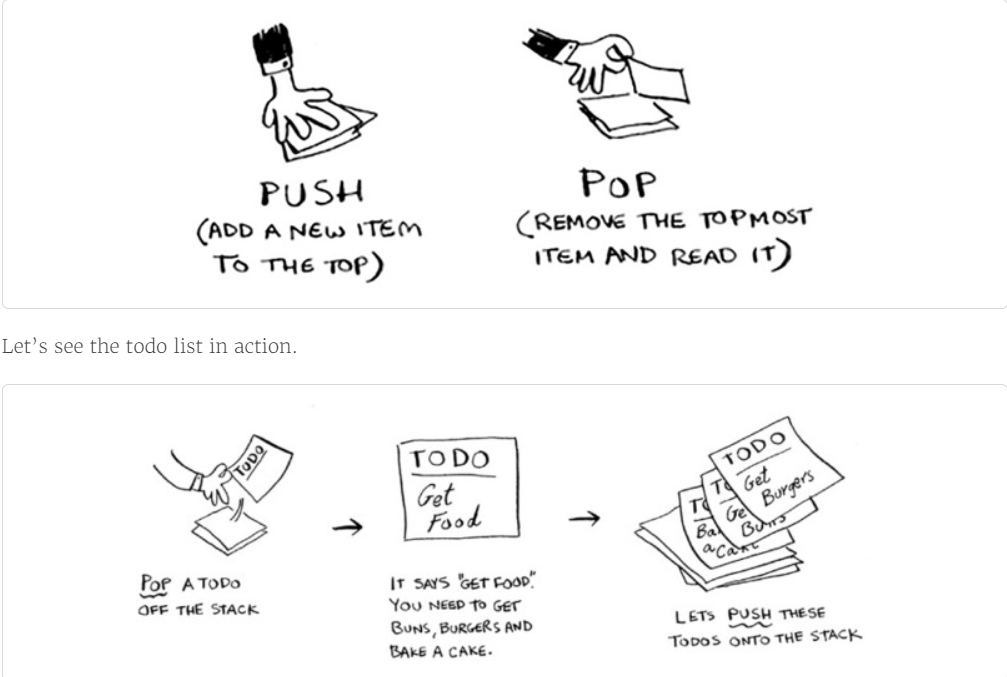 PUSH
(ADD A NEW ITEM
TO THE TOP)
POP
(REMOVE THE TOPMOST
ITEM AND READ IT)
Let’s see the todo list in action.
TODO
POP A TODO
OFF THE STACK
TODO
Get
Food
IT SAYS "GET FOOD."
YOU NEED TO GET
BUNS, BURGERS AND
BAKE A CAKE.
TODO
Get
Burgers
T
Ge
Buns
TO
Ba
a Cake
LETS PUSH THESE
TODOS ONTO THE STACK